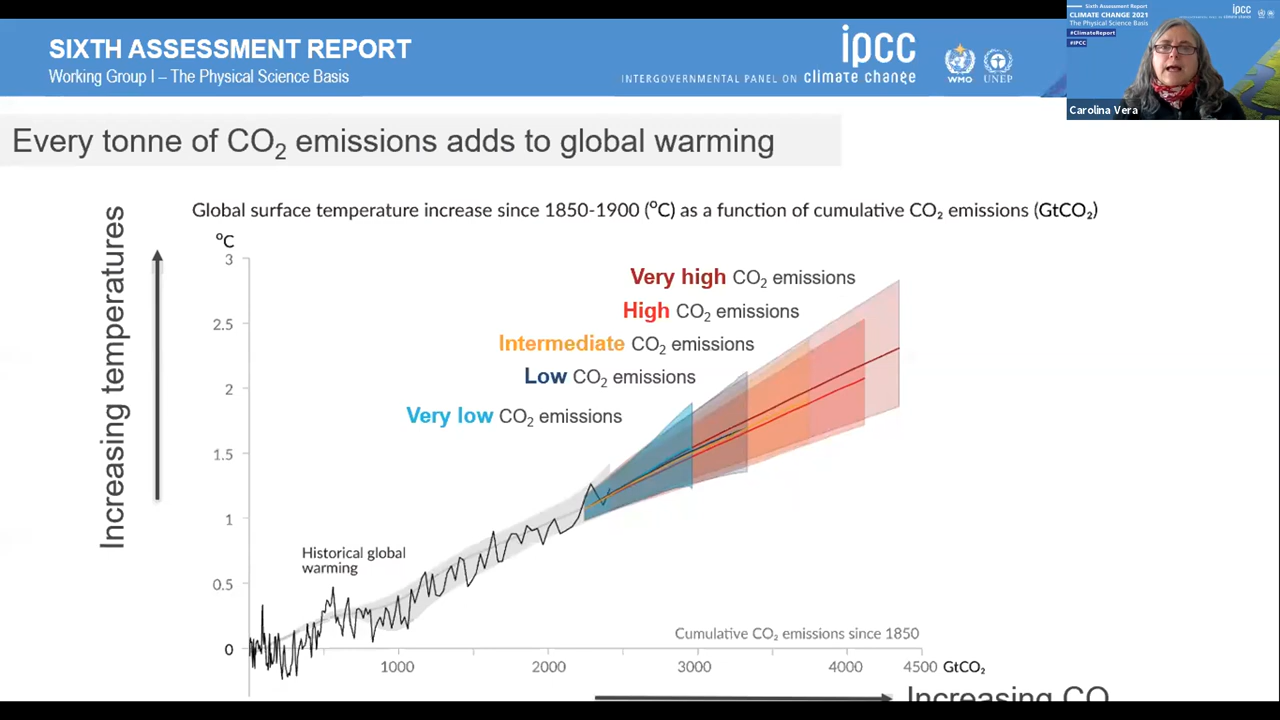 SIXTH ASSESSMENT REPORT
Working Group I – The Physical Science Basis
ipcc
INTERGOVERNMENTAL PANEL ON climate change
WMO
UNEP
Sixth Assessment Report
CLIMATE CHANGE 2021
The Physical Science Basis
#ClimateReport
#IPCC
ipcc
Carolina Vera
Every tonne of CO₂ emissions adds to global warming
Increasing temperatures
Global surface temperature increase since 1850-1900 (ºC) as a function of cumulative CO₂ emissions (GtCO₂)
ºC
3
2.5
2
1.5
1
0.5
0
Very high CO₂ emissions
High CO₂ emissions
Intermediate CO₂ emissions
Low CO₂ emissions
Very low CO₂ emissions
Historical global
warming
Cumulative CO₂ emissions since 1850
1000 2000 3000 4000 4500 GtCO₂
Increasing CO